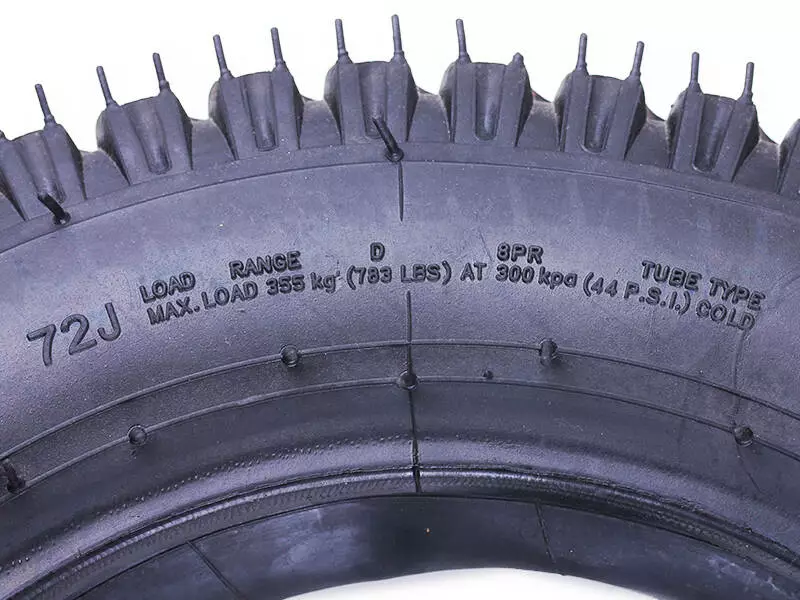 72J
LOAD RANGE D 8PR TUBE TYPE
MAX. LOAD 355 kg (783 LBS) AT 300 kpa (44 P.S.I.) COLD